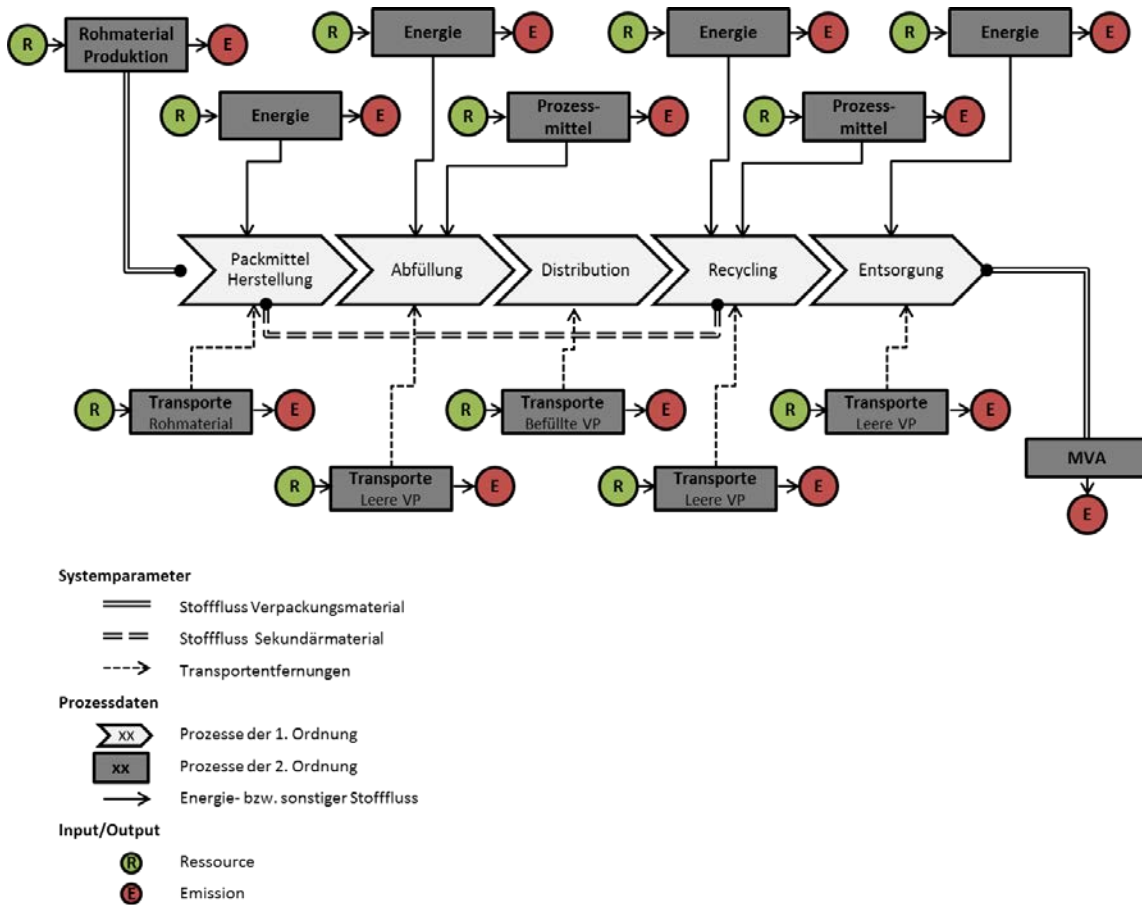 R
Rohmaterial
Produktion
E
R
Energie
E
R
Energie
E
R
Energie
E
R
Energie
E
R
Prozess-
mittel
E
R
Prozess-
mittel
E
Packmittel
Herstellung
Abfüllung
Distribution
Recycling
Entsorgung
R
Transporte
Rohmaterial
E
R
Transporte
Befüllte VP
E
R
Transporte
Leere VP
E
R
Transporte
Leere VP
E
R
Transporte
Leere VP
E
MVA
E
Systemparameter
Stofffluss Verpackungsmaterial
Stofffluss Sekundärmaterial
Transportentfernungen
Prozessdaten
xx
Prozesse der 1. Ordnung
xx
Prozesse der 2. Ordnung
Energie- bzw. sonstiger Stofffluss
Input/Output
R
Ressource
E
Emission